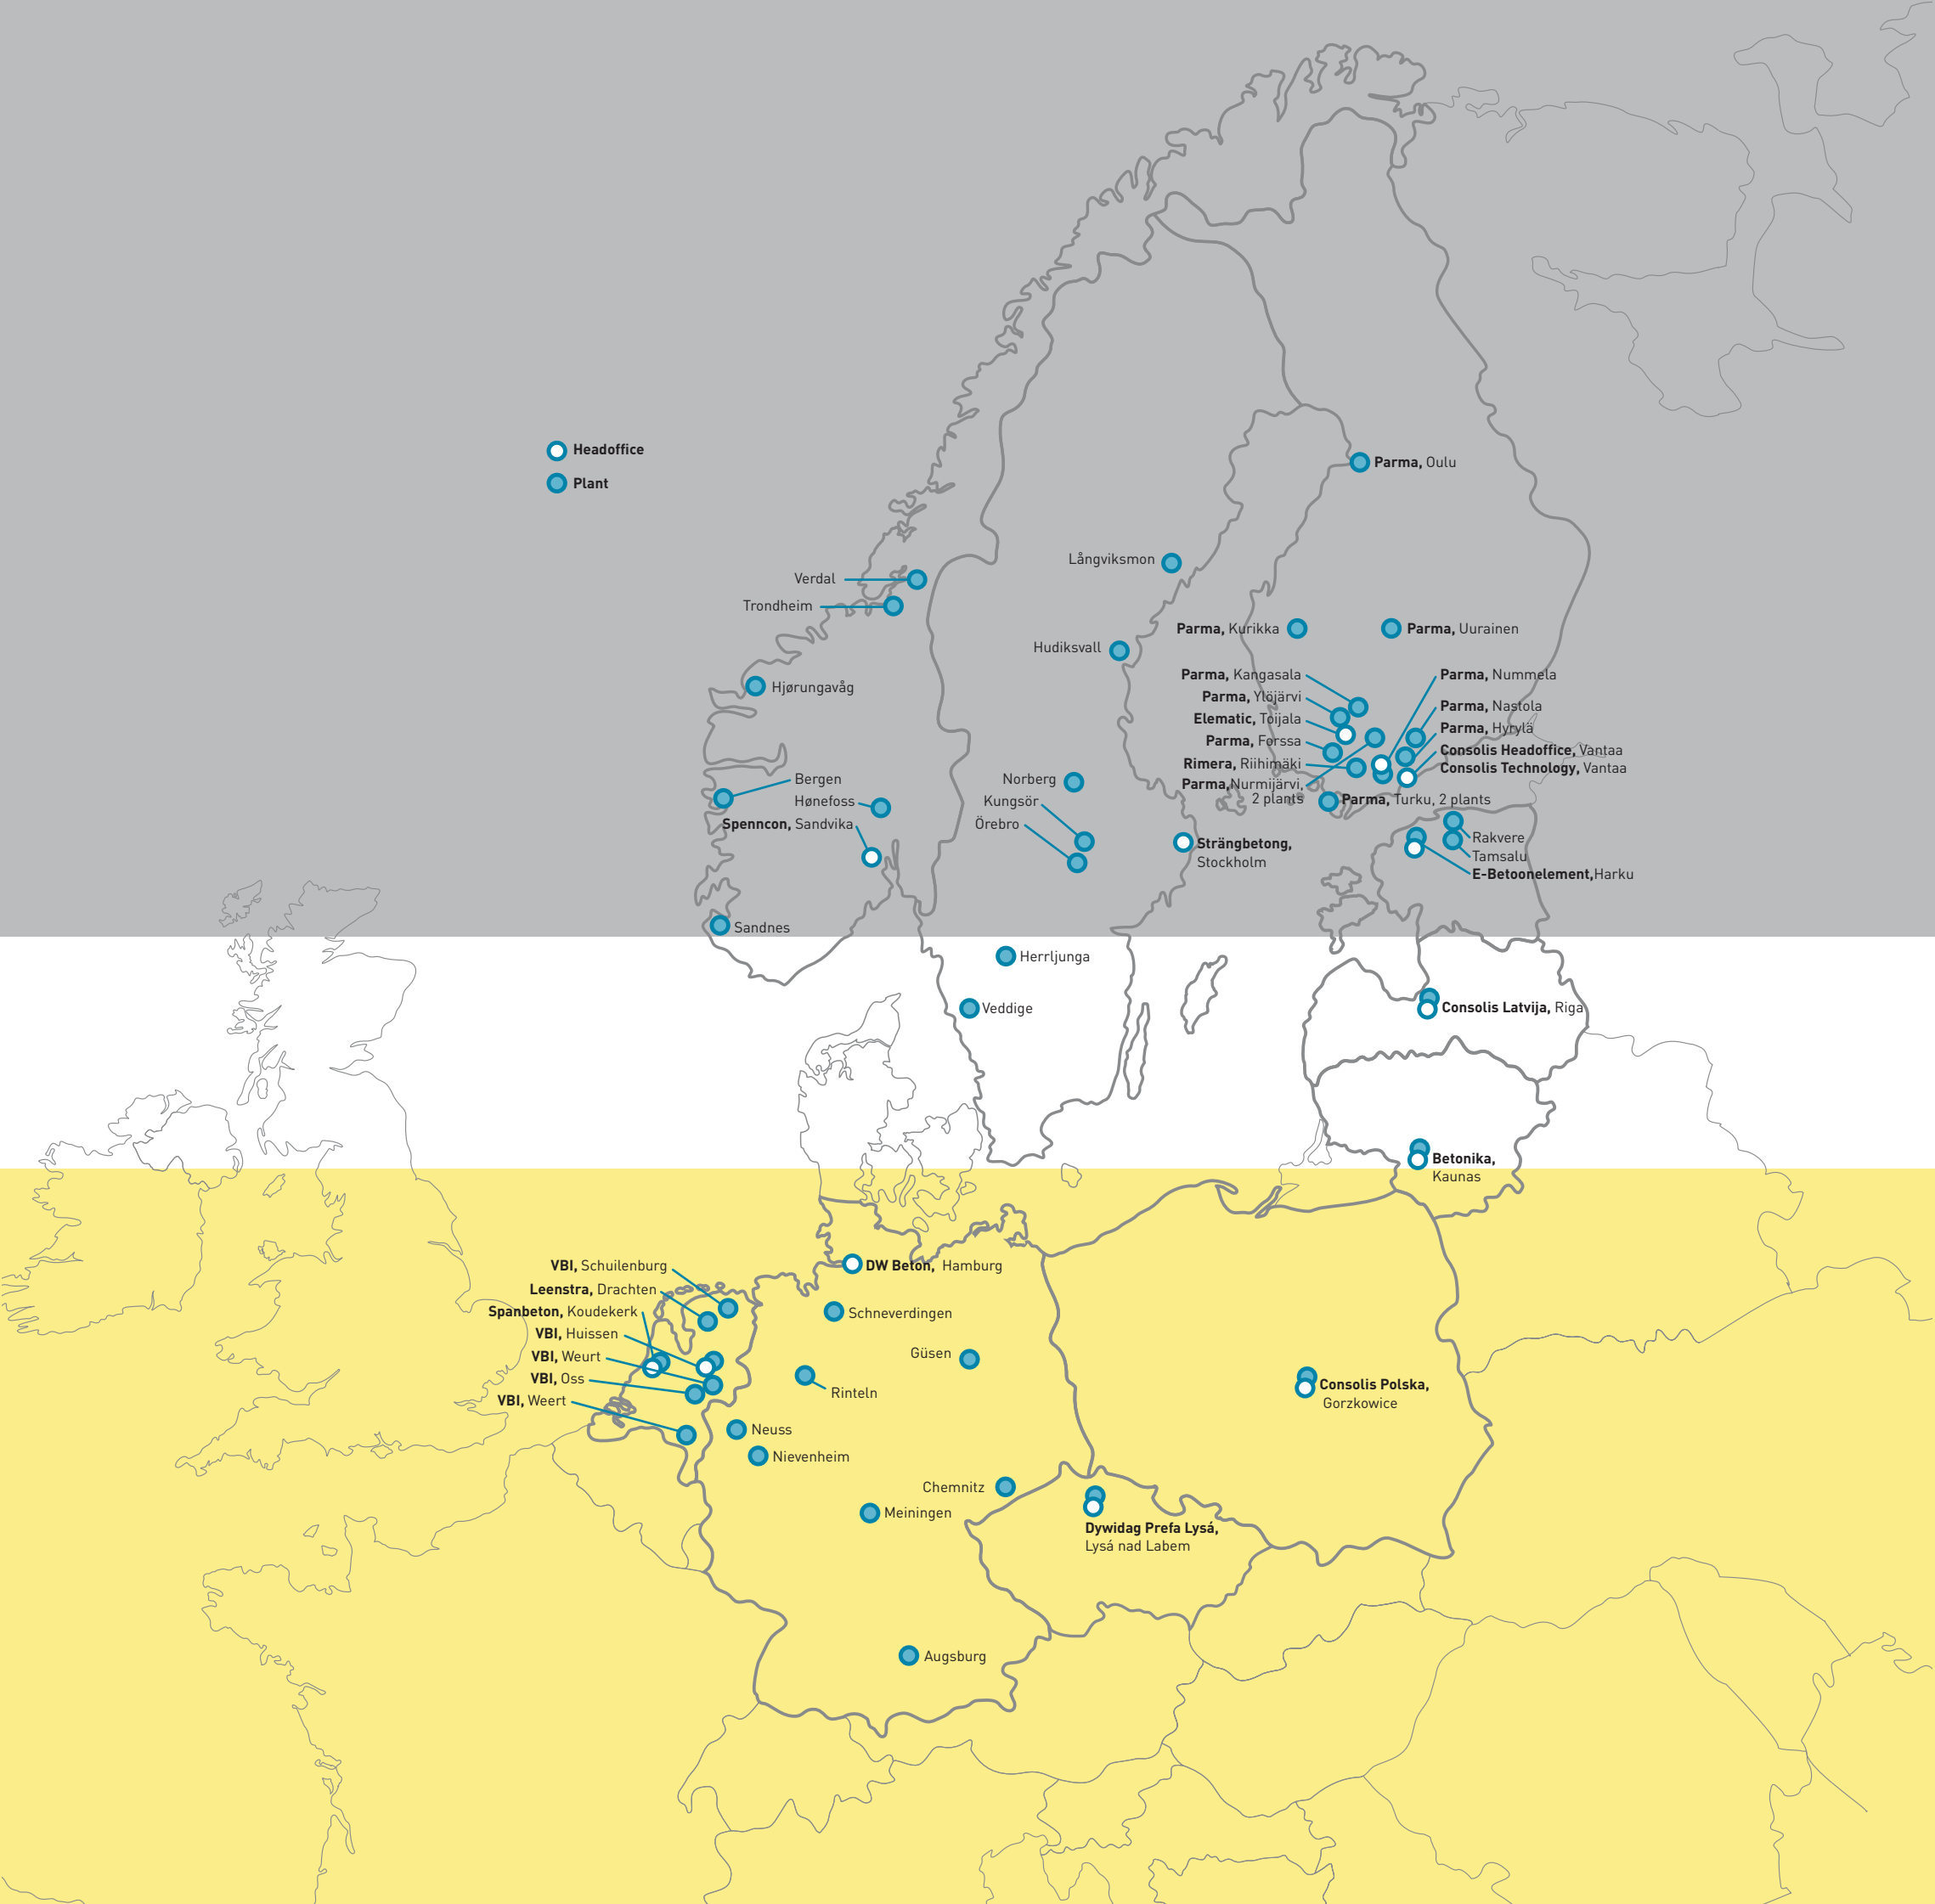 Headoffice
Plant
Parma, Oulu
Långviksmon
Verdal
Trondheim
Parma, Kurikka
Parma, Uurainen
Hudiksvall
Parma, Kangasala
Parma, Nummela
Hjørungavåg
Parma, Ylöjärvi
Parma, Nastola
Elematic, Toijala
Parma, Hyrylä
Parma, Forssa
Consolis Headoffice, Vantaa
Rimera, Riihimäki
Consolis Technology, Vantaa
Bergen
Norberg
Parma,Nurmijärvi,
2 plants
Hønefoss
Kungsör
Parma, Turku, 2 plants
Spenncon, Sandvika
Örebro
Rakvere
Strängbetong,
Stockholm
Tamsalu
E-Betoonelement,Harku
Sandnes
Herrljunga
Veddige
Consolis Latvija, Riga
Betonika,
Kaunas
VBI, Schuilenburg
DW Beton, Hamburg
Leenstra, Drachten
Spanbeton, Koudekerk
Schneverdingen
VBI, Huissen
VBI, Weurt
Güsen
VBI, Oss
Rinteln
Consolis Polska,
Gorzkowice
VBI, Weert
Neuss
Nievenheim
Chemnitz
Meiningen
Dywidag Prefa Lysá,
Lysá nad Labem
Augsburg